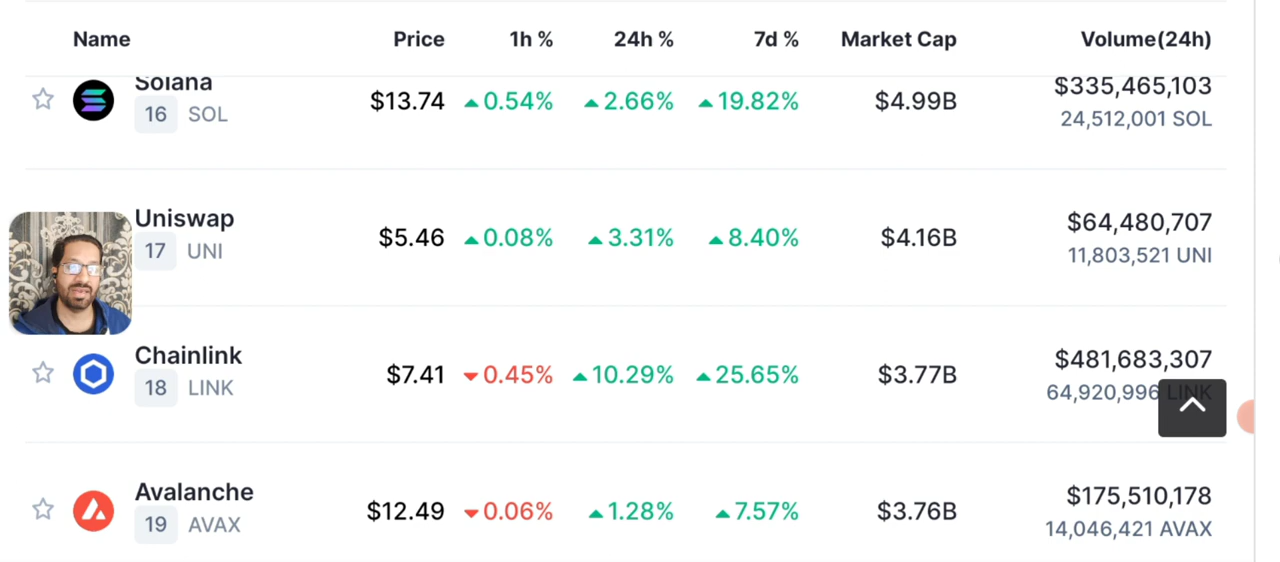 Name Price 1h % 24h % 7d % Market Cap Volume(24h)
Solana
16 SOL $13.74 0.54% 2.66% 19.82% $4.99B $335,465,103
24,512,001 SOL
Uniswap
17 UNI $5.46 0.08% 3.31% 8.40% $4.16B $64,480,707
11,803,521 UNI
Chainlink
18 LINK $7.41 0.45% 10.29% 25.65% $3.77B $481,683,307
64,920,996 LINK
Avalanche
19 AVAX $12.49 0.06% 1.28% 7.57% $3.76B $175,510,178
14,046,421 AVAX